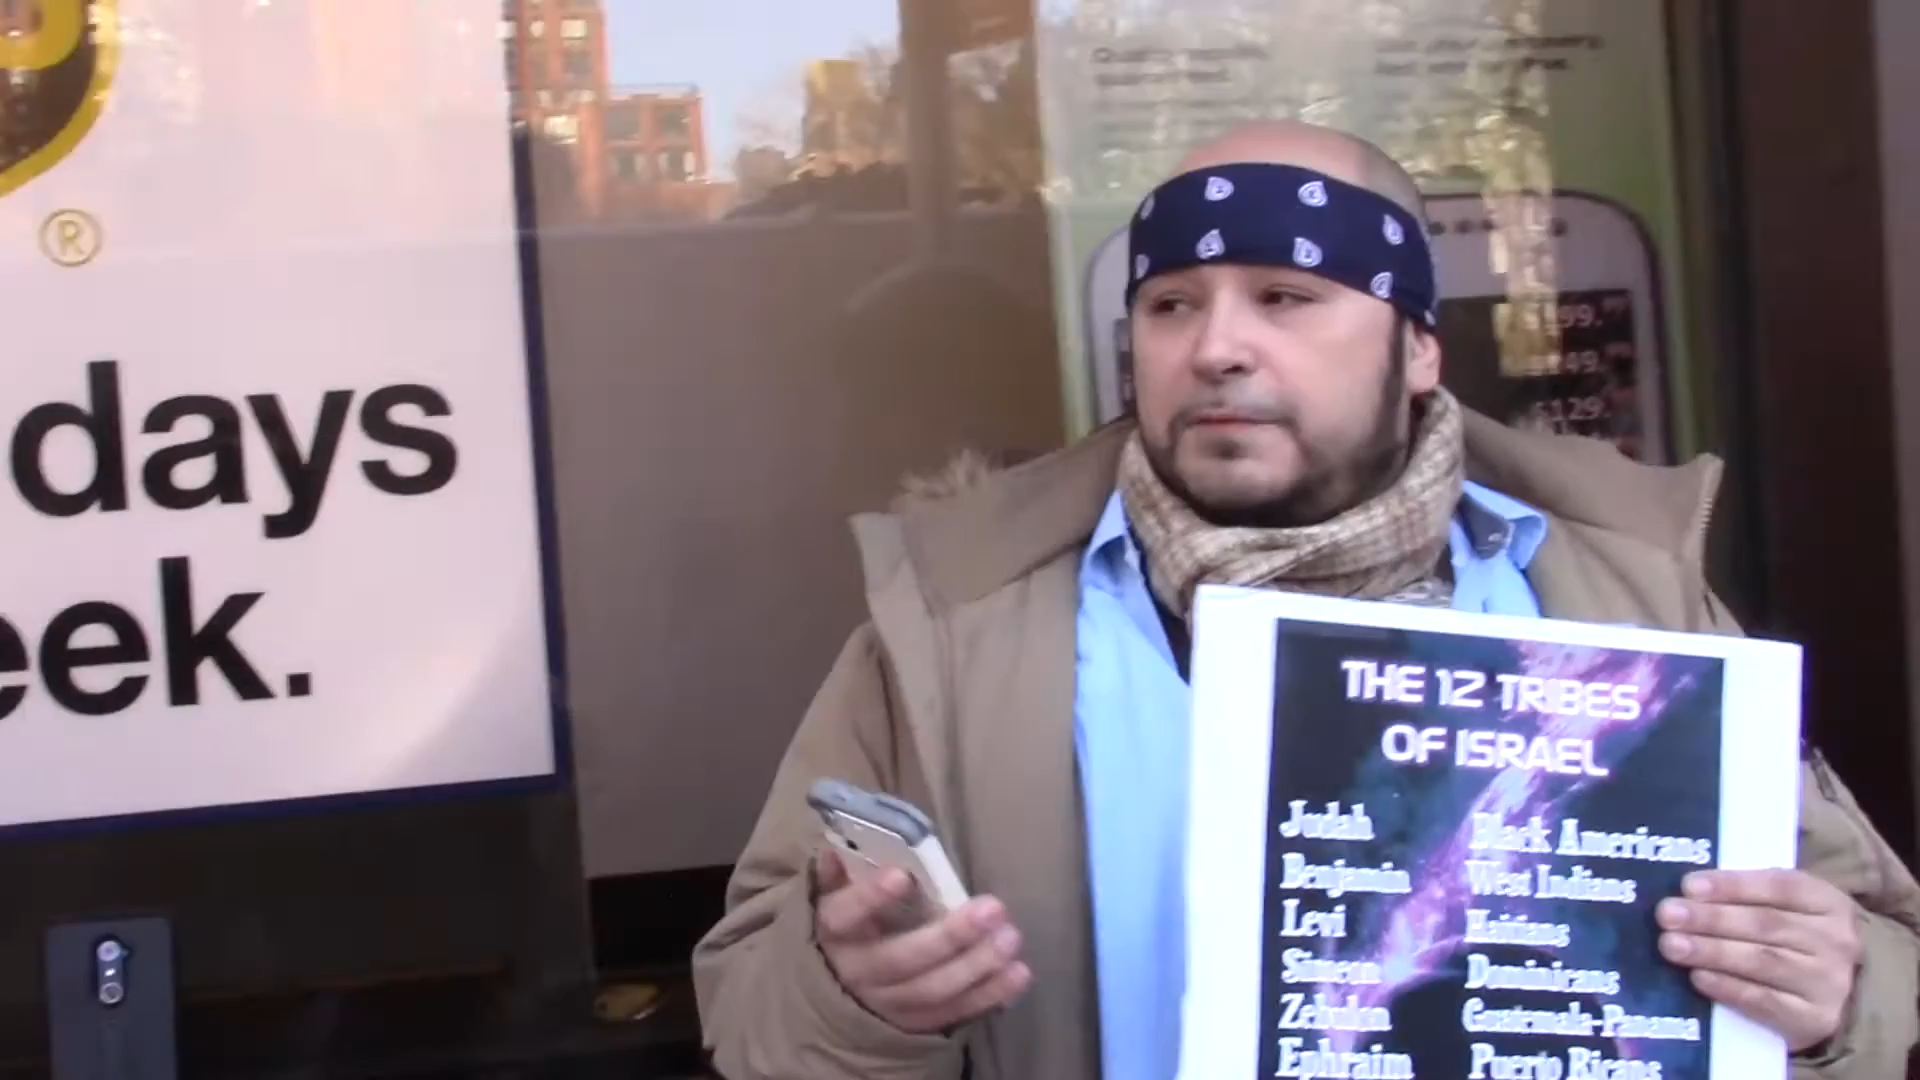 ®
days
eek.
THE 12 TRIBES
OF ISRAEL
Judah Black Americans
Benjamin West Indians
Levi Haitians
Simeon Dominicans
Zebulon Guatemala-Panama
Ephraim Puerto Ricans